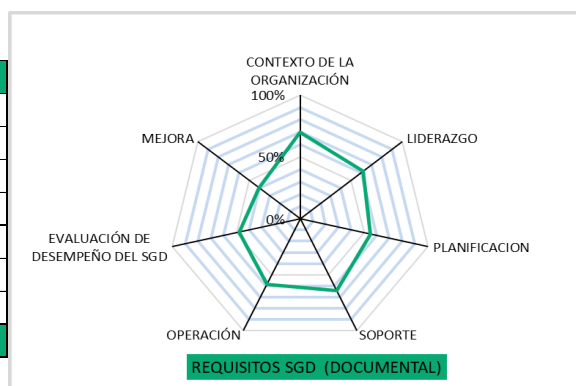 CONTEXTO DE LA
ORGANIZACIÓN
100%
MEJORA
LIDERAZGO
50%
0%
EVALUACIÓN DE
DESEMPEÑO DEL SGD
PLANIFICACION
OPERACIÓN
SOPORTE
REQUISITOS SGD (DOCUMENTAL)